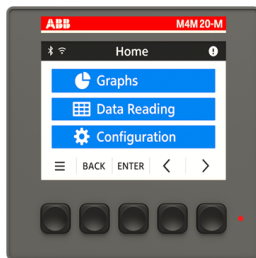 ABB M4M 20-M
Home
Graphs
Data Reading
Configuration
BACK ENTER